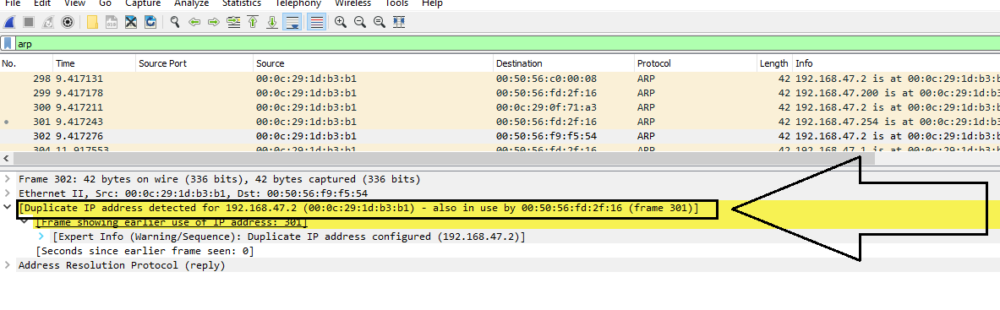 File Edit View Go Capture Analyze Statistics Telephony Wireless Tools Help
arp
No. Time Source Port Source Destination Protocol Length Info
298 9.417131 00:0c:29:1d:b3:b1 00:50:56:c0:00:08 ARP 42 192.168.47.2 is at 00:0c:29:1d:b3:b
299 9.417178 00:0c:29:1d:b3:b1 00:50:56:fd:2f:16 ARP 42 192.168.47.200 is at 00:0c:29:1d:b3
300 9.417211 00:0c:29:1d:b3:b1 00:0c:29:0f:71:a3 ARP 42 192.168.47.2 is at 00:0c:29:1d:b3:b
301 9.417243 00:0c:29:1d:b3:b1 00:50:56:fd:2f:16 ARP 42 192.168.47.254 is at 00:0c:29:1d:b3
302 9.417276 00:0c:29:1d:b3:b1 00:50:56:f9:f5:54 ARP 42 192.168.47.2 is at 00:0c:29:1d:b3:b
304 11.917553 00:0c:29:1d:b3:b1 00:50:56:fd:2f:16 ARP 42 192.168.47.1 is at 00:0c:29:1d:b3:b
Frame 302: 42 bytes on wire (336 bits), 42 bytes captured (336 bits)
Ethernet II, Src: 00:0c:29:1d:b3:b1, Dst: 00:50:56:f9:f5:54
[Duplicate IP address detected for 192.168.47.2 (00:0c:29:1d:b3:b1) - also in use by 00:50:56:fd:2f:16 (frame 301)]
[Frame showing earlier use of IP address: 301]
[Expert Info (Warning/Sequence): Duplicate IP address configured (192.168.47.2)]
[Seconds since earlier frame seen: 0]
Address Resolution Protocol (reply)